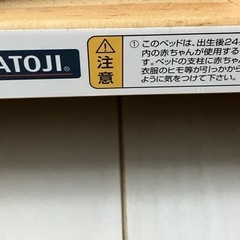 ATOJI®
注意
① このベッドは、出生後24
内の赤ちゃんが使用する
す。ベッドの支柱に赤ちゃ
衣服のヒモ等が引っかから
ように気をつけて下さい。